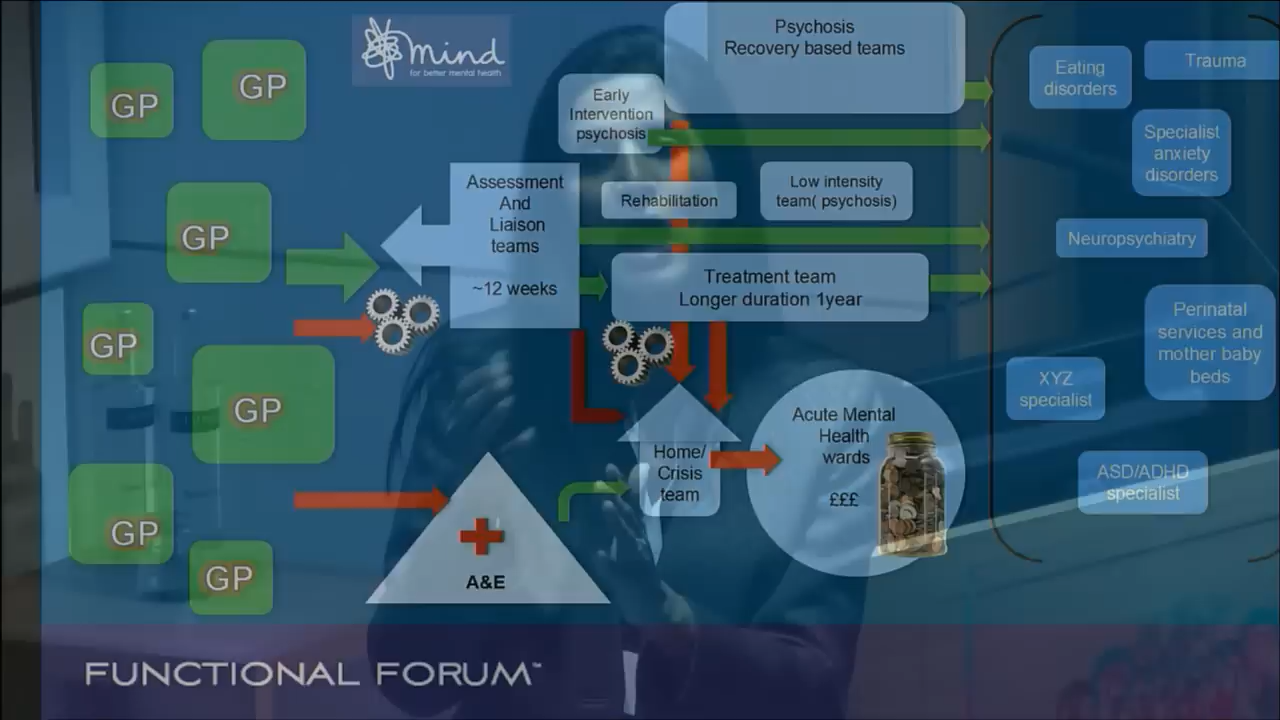 GP
GP
GP
GP
GP
GP
GP
mind
for better mental health
Psychosis
Recovery based teams
Early
Intervention
psychosis
Assessment
And
Liaison
teams
~12 weeks
Rehabilitation
Low intensity
team( psychosis)
Treatment team
Longer duration 1year
Home/
Crisis
team
Acute Mental
Health
wards
£££
A&E
Eating
disorders
Trauma
Specialist
anxiety
disorders
Neuropsychiatry
Perinatal
services and
mother baby
beds
XYZ
specialist
ASD/ADHD
specialist
FUNCTIONAL FORUM™